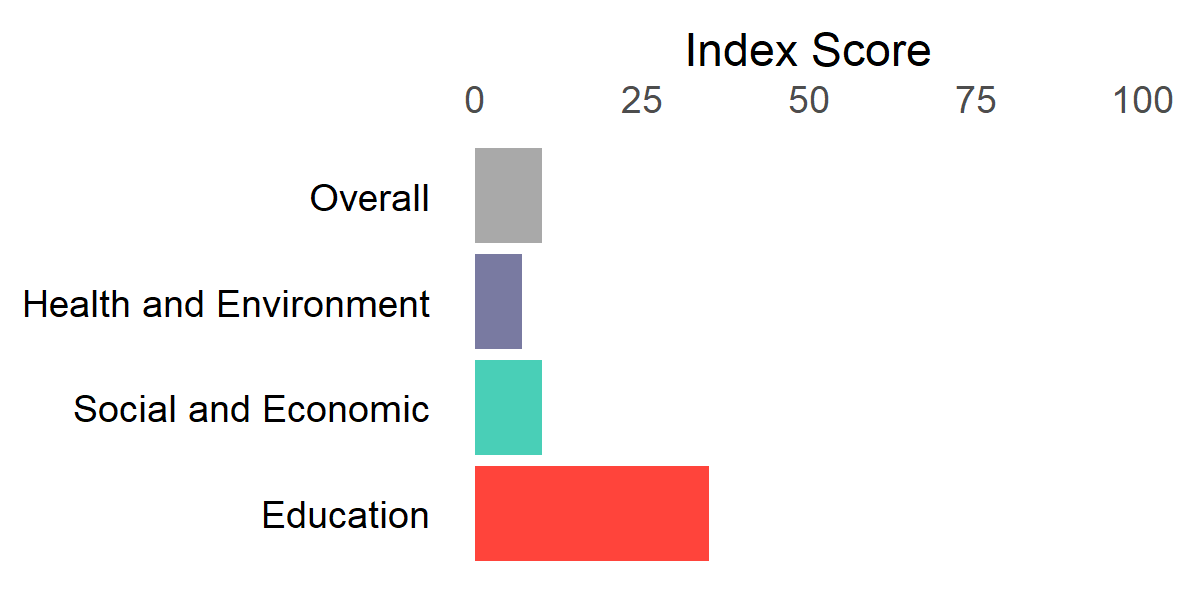 Index Score
0 25 50 75 100
Overall
Health and Environment
Social and Economic
Education